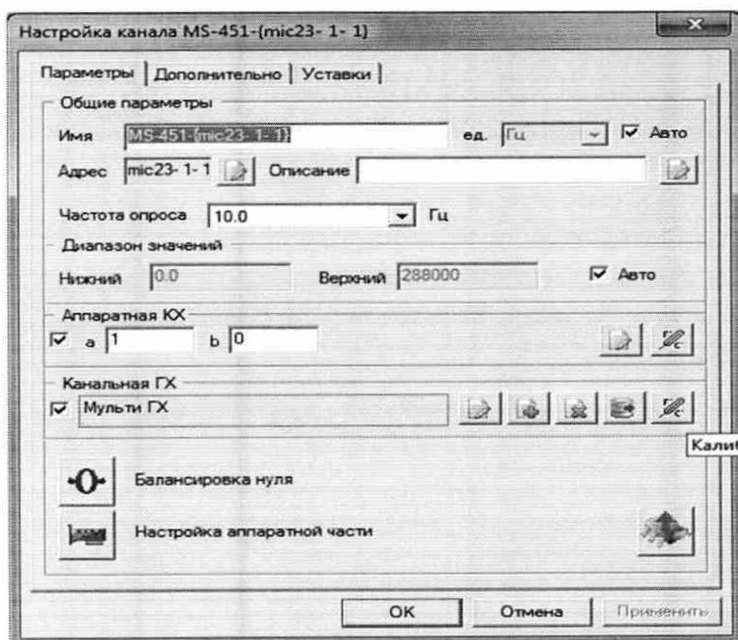 Настройка канала MS-451-{mic23- 1- 1}
Параметры Дополнительно Уставки
Общие параметры
Имя MS-451-{mic23- 1- 1} ед. Гц Авто
Адрес mic23- 1- 1 Описание
Частота опроса 10.0 Гц
Диапазон значений
Нижний 0.0 Верхний 288000 Авто
Аппаратная КХ
a 1 b 0
Канальная ГХ
Мульти ГХ
Балансировка нуля
Настройка аппаратной части
OK Отмена Применить